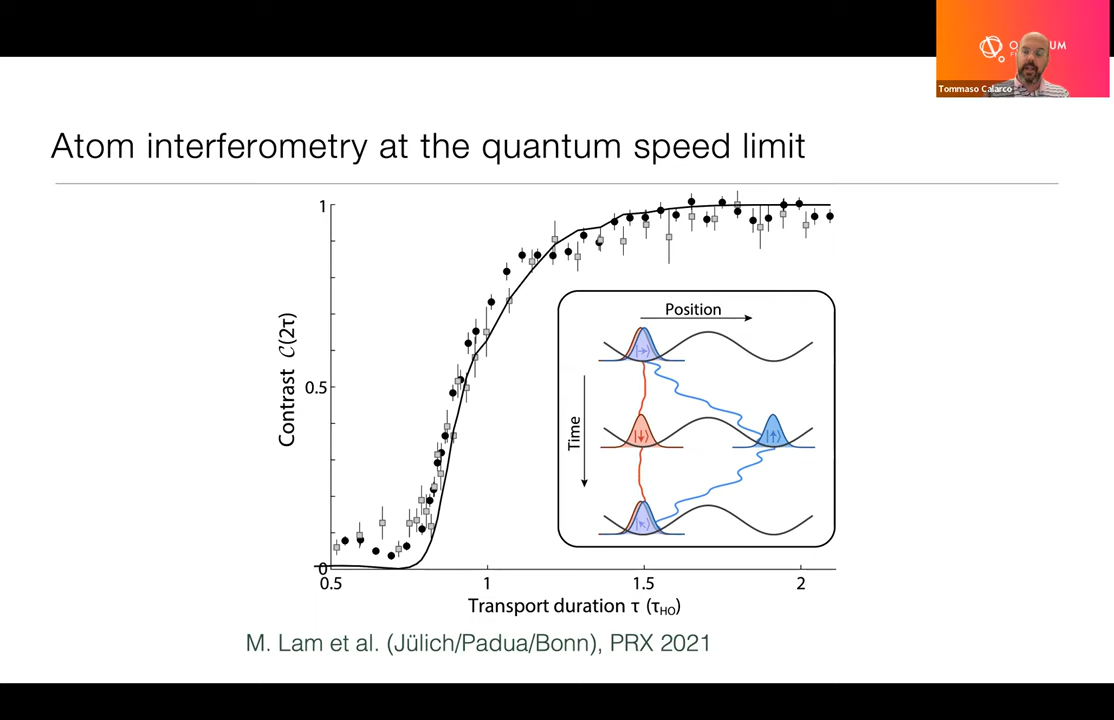 Tommaso Calarco
Atom interferometry at the quantum speed limit
1
0.5
0
Contrast C(2τ)
0.5
1
1.5
2
Transport duration τ (τHO)
Position
Time
|→⟩
|↓⟩
|↑⟩
|↖⟩
M. Lam et al. (Jülich/Padua/Bonn), PRX 2021